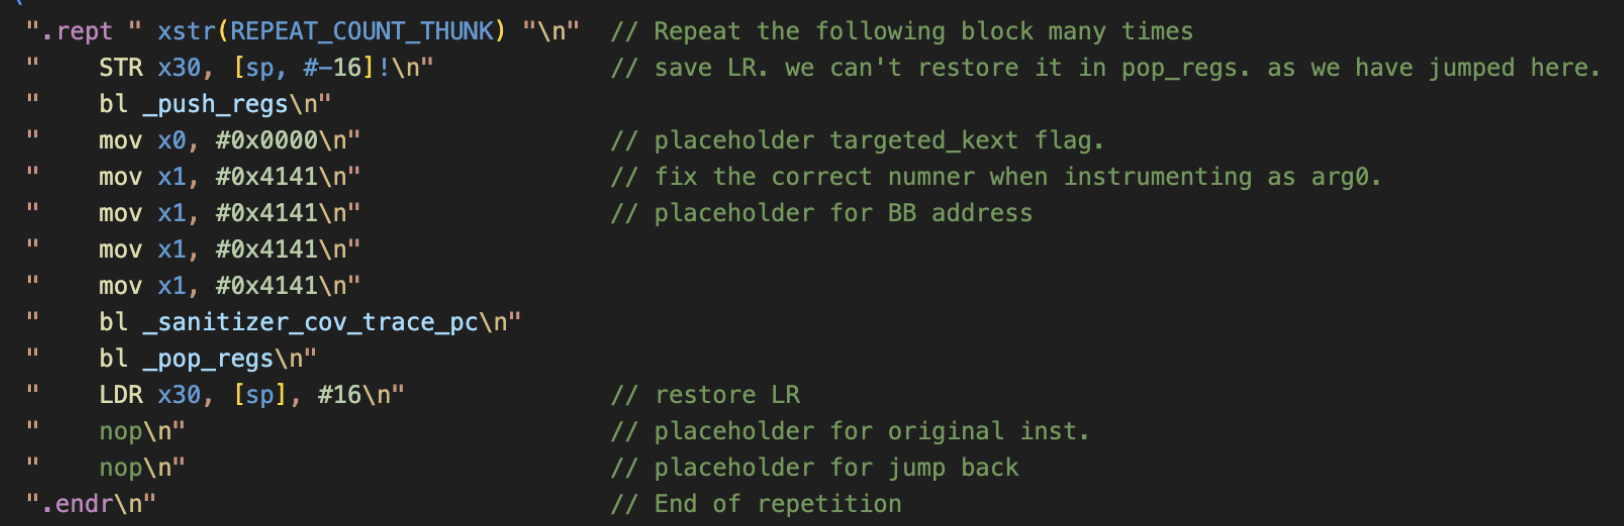 ".rept " xstr(REPEAT_COUNT_THUNK) "\n"  // Repeat the following block many times
"    STR x30, [sp, #-16]!\n"            // save LR. we can't restore it in pop_regs. as we have jumped here.
"    bl _push_regs\n"
"    mov x0, #0x0000\n"                 // placeholder targeted_kext flag.
"    mov x1, #0x4141\n"                 // fix the correct numner when instrumenting as arg0.
"    mov x1, #0x4141\n"                 // placeholder for BB address
"    mov x1, #0x4141\n"
"    mov x1, #0x4141\n"
"    bl _sanitizer_cov_trace_pc\n"
"    bl _pop_regs\n"
"    LDR x30, [sp], #16\n"              // restore LR
"    nop\n"                             // placeholder for original inst.
"    nop\n"                             // placeholder for jump back
".endr\n"                               // End of repetition